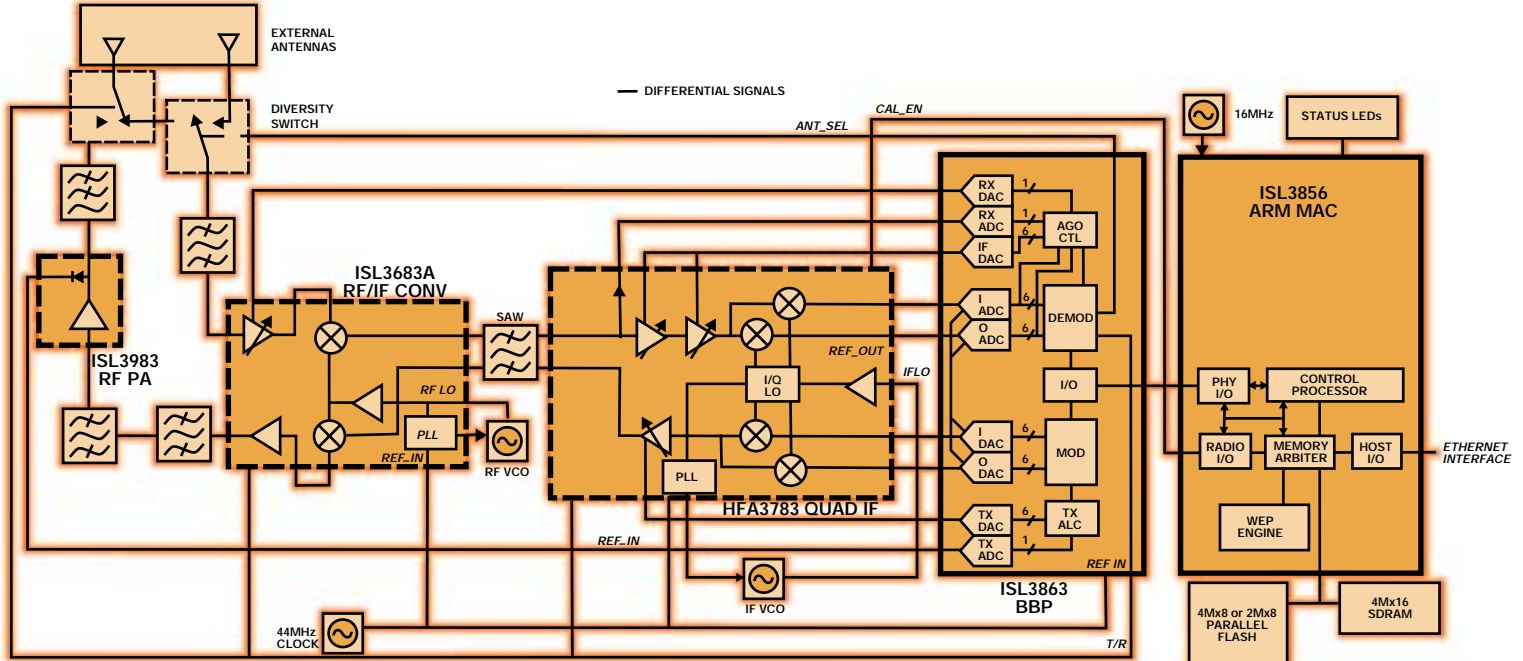 EXTERNAL
ANTENNAS
DIVERSITY
SWITCH
DIFFERENTIAL SIGNALS
ANT_SEL
CAL_EN
16MHz
STATUS LEDs
ISL3856
ARM MAC
RX
DAC
1
RX
ADC
1
IF
DAC
6
AGO
CTL
I
ADC
6
O
ADC
6
DEMOD
I/O
I
DAC
6
O
DAC
6
MOD
TX
DAC
6
TX
ADC
1
TX
ALC
REF IN
ISL3863
BBP
ISL3983
RF PA
ISL3683A
RF/IF CONV
RF LO
PLL
REF_IN
RF VCO
SAW
REF_OUT
I/Q
LO
IFLO
PLL
HFA3783 QUAD IF
REF_IN
IF VCO
44MHz
CLOCK
T/R
PHY
I/O
CONTROL
PROCESSOR
RADIO
I/O
MEMORY
ARBITER
HOST
I/O
ETHERNET
INTERFACE
WEP
ENGINE
4Mx8 or 2Mx8
PARALLEL
FLASH
4Mx16
SDRAM